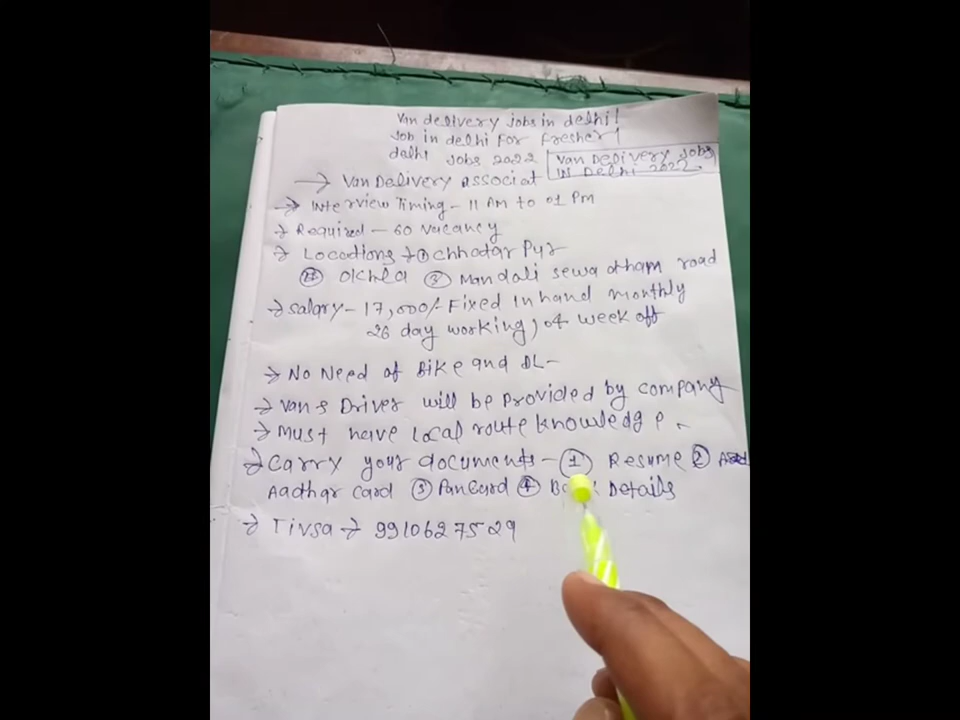 Van delivery jobs in delhi!
Job in delhi for fresher!
delhi jobs 2022
Van Delivery jobs
In Delhi 2022.
→ Van Delivery Associat
→ Interview Timing - 11 AM to 01 PM
→ Required - 60 Vacancy
→ Locations → ① Chhatar Pur
② Okhla ③ Mandali sewa dham road
→ Salary - 17,000/- Fixed In hand monthly
26 day working, 04 week off
→ No Need of Bike and DL -
→ Van & Driver will be Provided by company
→ Must have Local route knowledge.
→ Carry your documents - ① Resume ②
Aadhar Card ③ Pan Card ④ Details
→ Tivsa → 9910627529